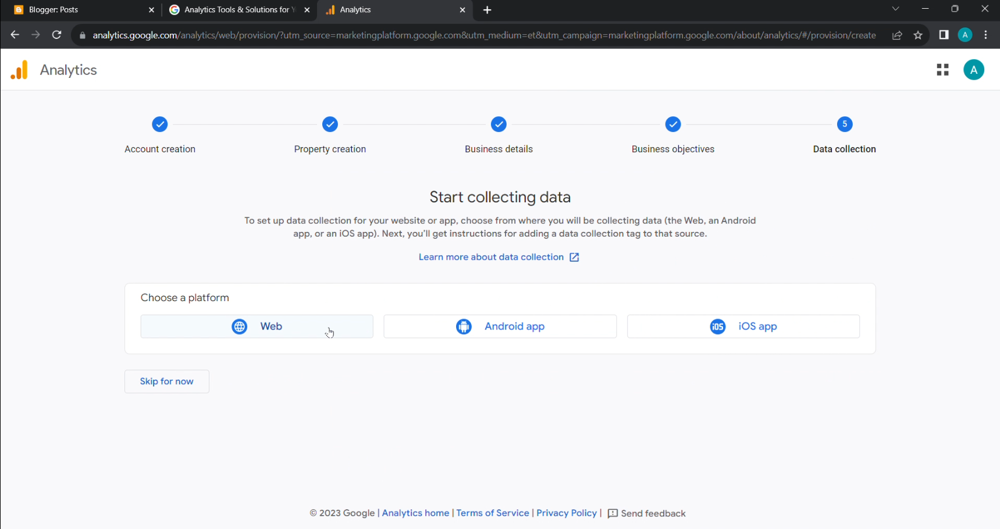 Blogger: Posts
Analytics Tools & Solutions for Y
Analytics
analytics.google.com/analytics/web/provision/?utm_source=marketingplatform.google.com&utm_medium=et&utm_campaign=marketingplatform.google.com/about/analytics/#/provision/create
A
Analytics
A
5
Account creation
Property creation
Business details
Business objectives
Data collection
Start collecting data
To set up data collection for your website or app, choose from where you will be collecting data (the Web, an Android
app, or an iOS app). Next, you'll get instructions for adding a data collection tag to that source.
Learn more about data collection
Choose a platform
Web
Android app
iOS
iOS app
Skip for now
© 2023 Google | Analytics home | Terms of Service | Privacy Policy | Send feedback